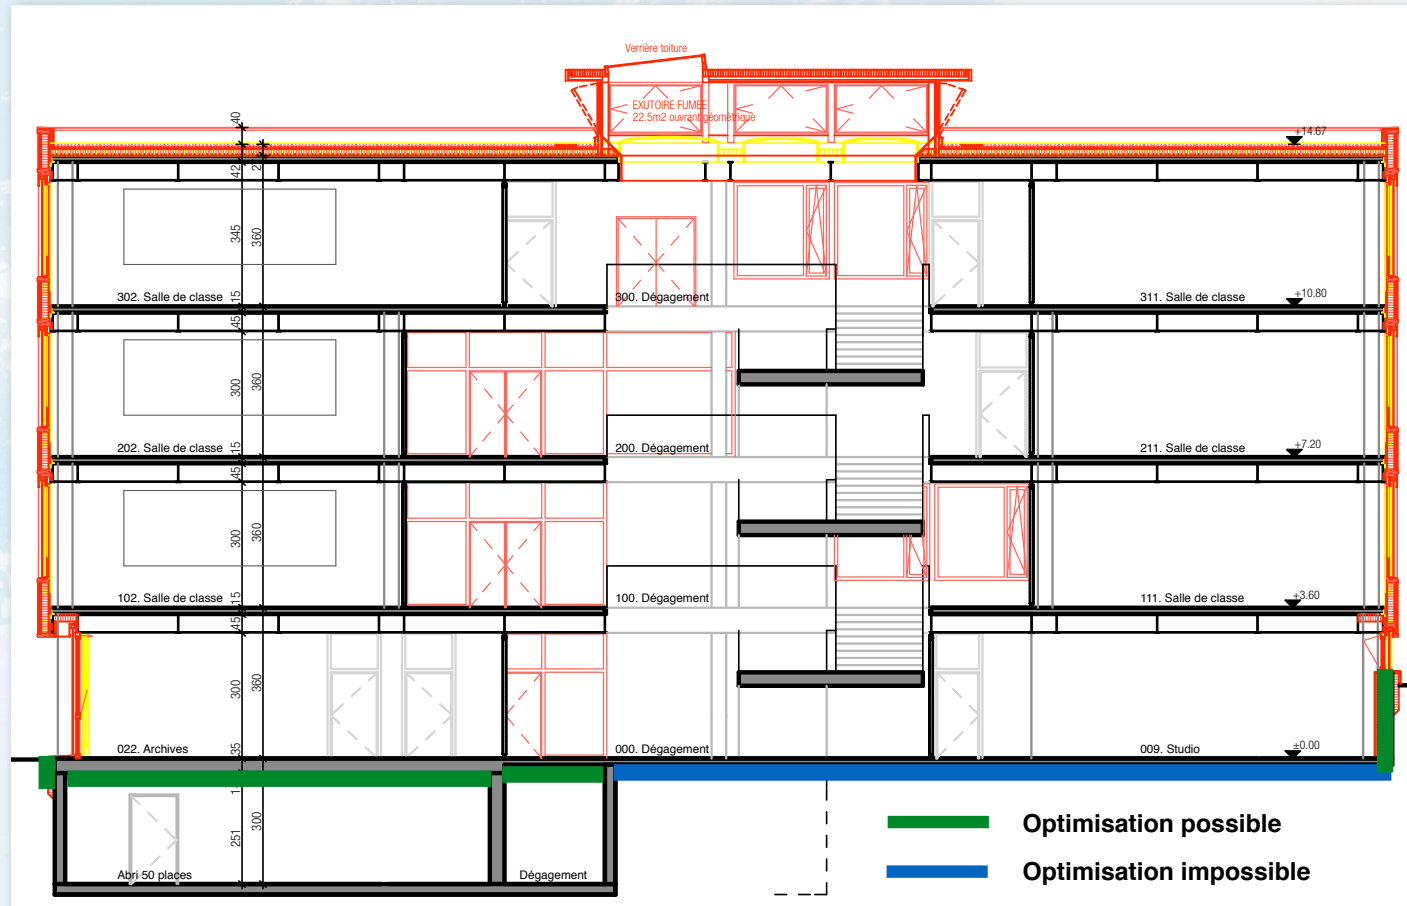 Verrière toiture
EXUTOIRE FUMEE
22.5m2 ouvrant géométrique
+14.67
40
42
345
360
15
302. Salle de classe
300. Dégagement
311. Salle de classe
+10.80
45
300
360
15
202. Salle de classe
200. Dégagement
211. Salle de classe
+7.20
45
300
360
15
102. Salle de classe
100. Dégagement
111. Salle de classe
+3.60
45
300
360
35
022. Archives
000. Dégagement
009. Studio
±0.00
251
300
Abri 50 places
Dégagement
Optimisation possible
Optimisation impossible